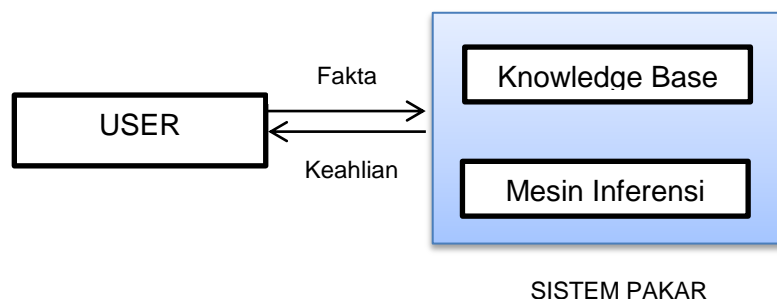 Fakta
USER
Keahlian
Knowledge Base
Mesin Inferensi
SISTEM PAKAR